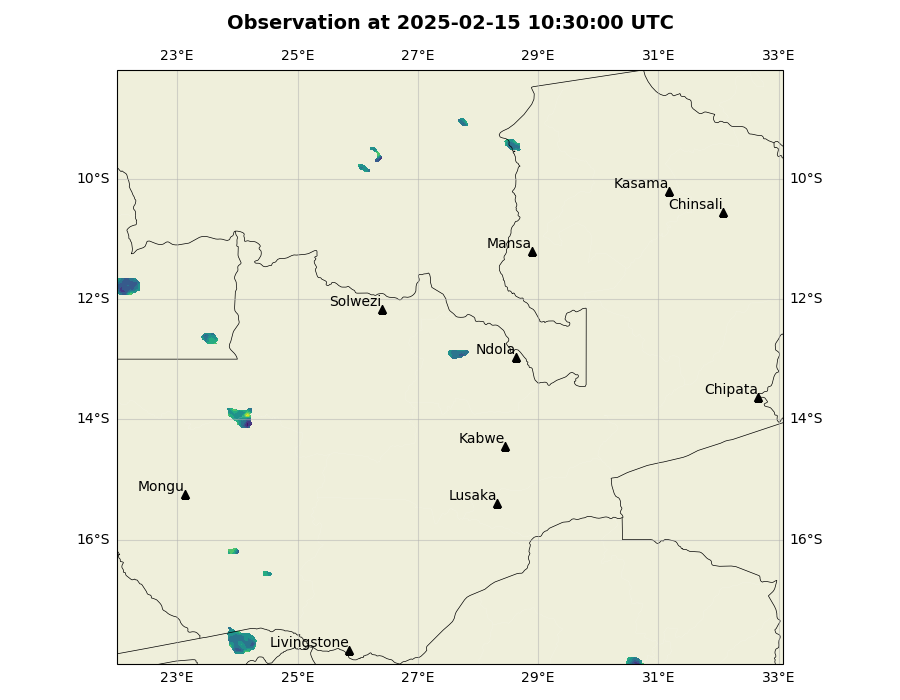 Observation at 2025-02-15 10:30:00 UTC
23°E 25°E 27°E 29°E 31°E 33°E
10°S 10°S
Kasama
Chinsali
Mansa
12°S 12°S
Solwezi
Ndola
Chipata
14°S 14°S
Kabwe
Mongu
Lusaka
16°S 16°S
Livingstone
23°E 25°E 27°E 29°E 31°E 33°E